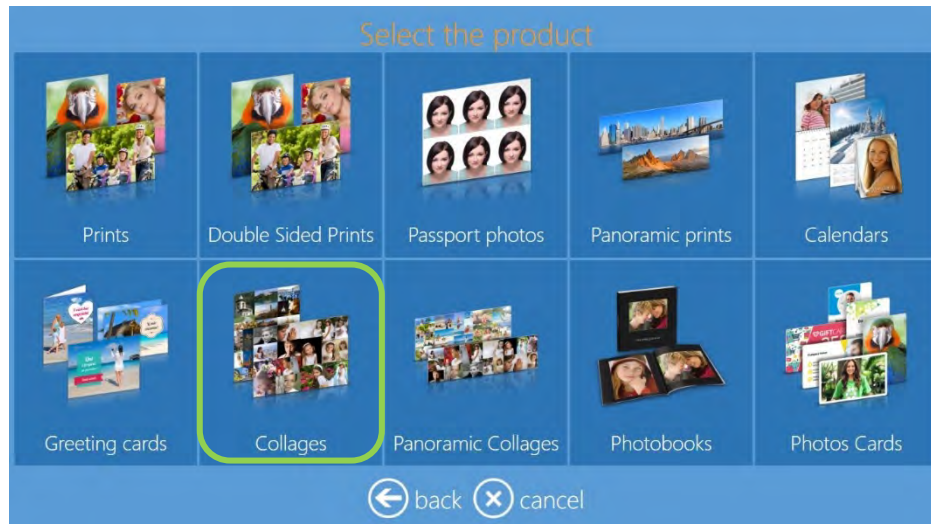 Select the product
Prints
Double Sided Prints
Passport photos
Panoramic prints
Calendars
Greeting cards
Collages
Panoramic Collages
Photobooks
Photos Cards
back
cancel